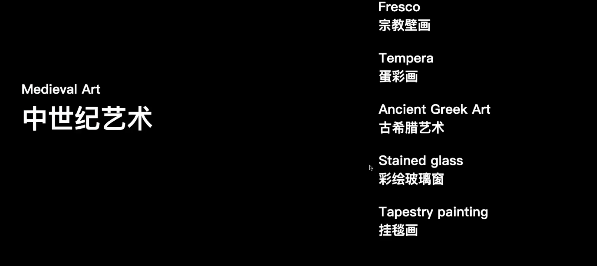 Medieval Art
中世纪艺术
Fresco
宗教壁画
Tempera
蛋彩画
Ancient Greek Art
古希腊艺术
Stained glass
彩绘玻璃窗
Tapestry painting
挂毯画